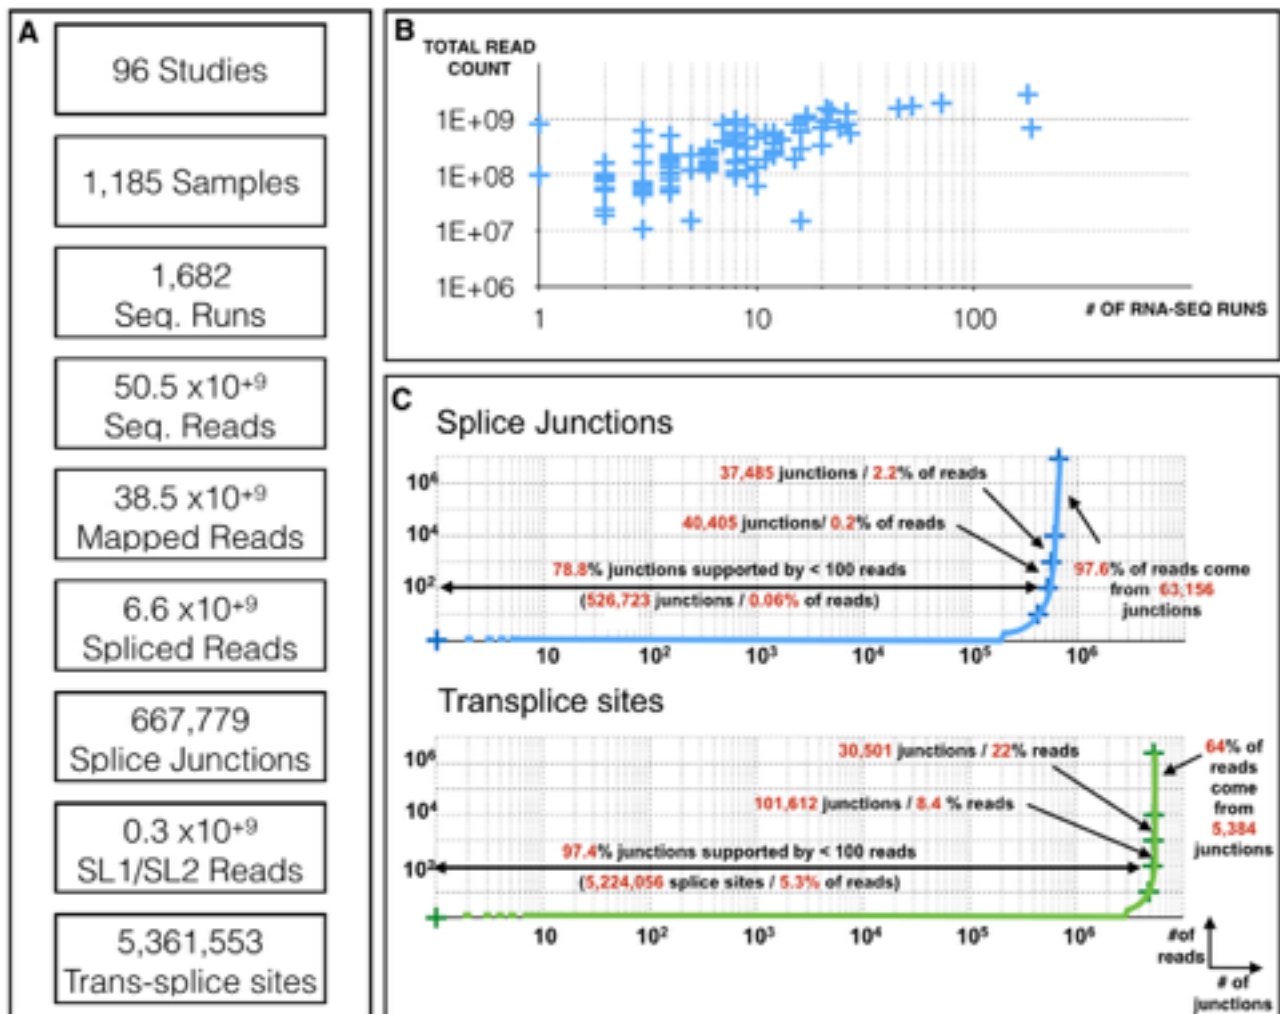 A
96 Studies
1,185 Samples
1,682
Seq. Runs
50.5 x10+9
Seq. Reads
38.5 x10+9
Mapped Reads
6.6 x10+9
Spliced Reads
667,779
Splice Junctions
0.3 x10+9
SL1/SL2 Reads
5,361,553
Trans-splice sites
B
TOTAL READ
COUNT
1E+09
1E+08
1E+07
1E+06
1
10
100
# OF RNA-SEQ RUNS
C
Splice Junctions
10⁶
10⁴
10²
37,485 junctions / 2.2% of reads
40,405 junctions/ 0.2% of reads
78.8% junctions supported by < 100 reads
(526,723 junctions / 0.06% of reads)
97.6% of reads come
from 63,156
junctions
10
10²
10³
10⁴
10⁵
10⁶
Transplice sites
10⁶
10⁴
10²
30,501 junctions / 22% reads
101,612 junctions / 8.4 % reads
97.4% junctions supported by < 100 reads
(5,224,056 splice sites / 5.3% of reads)
64% of
reads
come
from
5,384
junctions
10
10²
10³
10⁴
10⁵
10⁶
#of
reads
# of
junctions